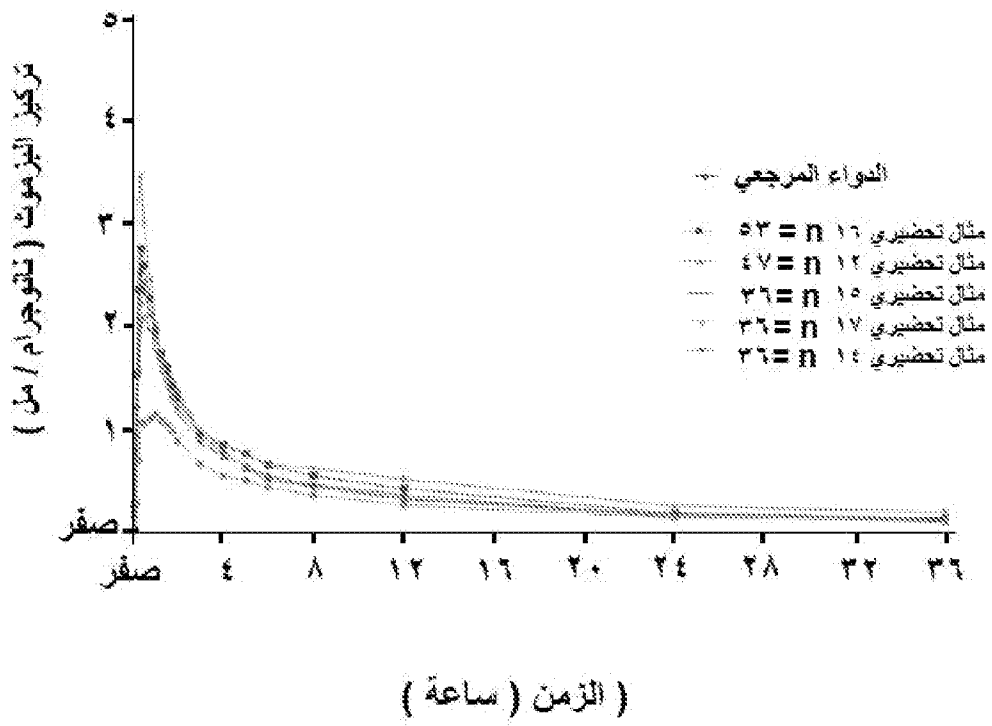 تركيز البزموث ( نانوجرام / مل )
٥
٤
٣
٢
١
صفر
الدواء المرجعي
مثال تحضيري ١٦ n = ٥٣
مثال تحضيري ١٢ n = ٤٧
مثال تحضيري ١٥ n = ٣٦
مثال تحضيري ١٧ n = ٣٦
مثال تحضيري ١٤ n = ٣٦
صفر ٤ ٨ ١٢ ١٦ ٢٠ ٢٤ ٢٨ ٣٢ ٣٦
( الزمن ( ساعة )